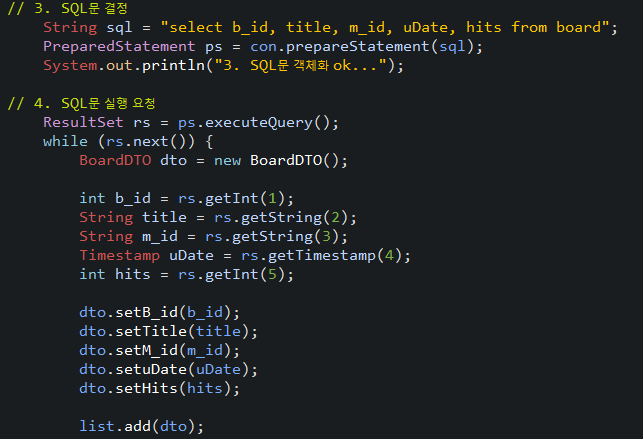 // 3. SQL문 결정
String sql = "select b_id, title, m_id, uDate, hits from board";
PreparedStatement ps = con.prepareStatement(sql);
System.out.println("3. SQL문 객체화 ok...");
// 4. SQL문 실행 요청
ResultSet rs = ps.executeQuery();
while (rs.next()) {
BoardDTO dto = new BoardDTO();
int b_id = rs.getInt(1);
String title = rs.getString(2);
String m_id = rs.getString(3);
Timestamp uDate = rs.getTimestamp(4);
int hits = rs.getInt(5);
dto.setB_id(b_id);
dto.setTitle(title);
dto.setM_id(m_id);
dto.setuDate(uDate);
dto.setHits(hits);
list.add(dto);